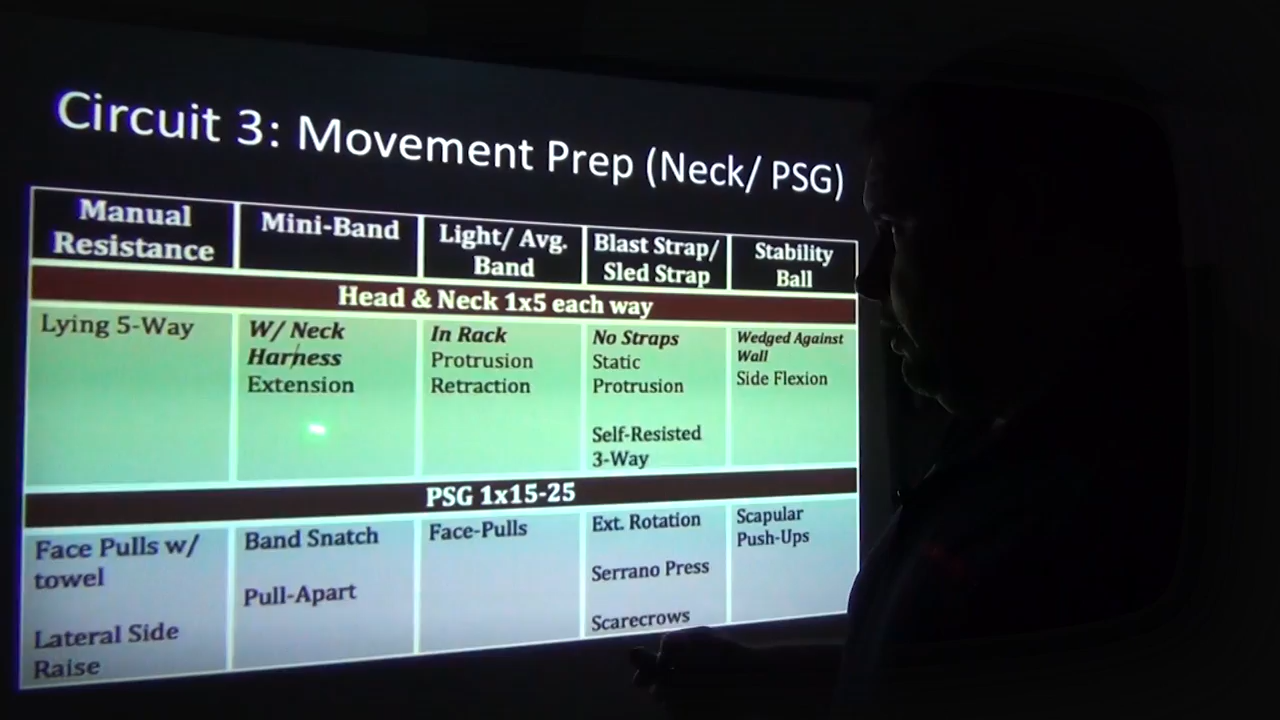 Circuit 3: Movement Prep (Neck/ PSG)
Manual
Resistance
Mini-Band
Light/ Avg.
Band
Blast Strap/
Sled Strap
Stability
Ball
Head & Neck 1x5 each way
Lying 5-Way
W/ Neck
Harness
Extension
In Rack
Protrusion
Retraction
No Straps
Static
Protrusion
Self-Resisted
3-Way
Wedged Against
Wall
Side Flexion
PSG 1x15-25
Face Pulls w/
towel
Lateral Side
Raise
Band Snatch
Pull-Apart
Face-Pulls
Ext. Rotation
Serrano Press
Scarecrows
Scapular
Push-Ups